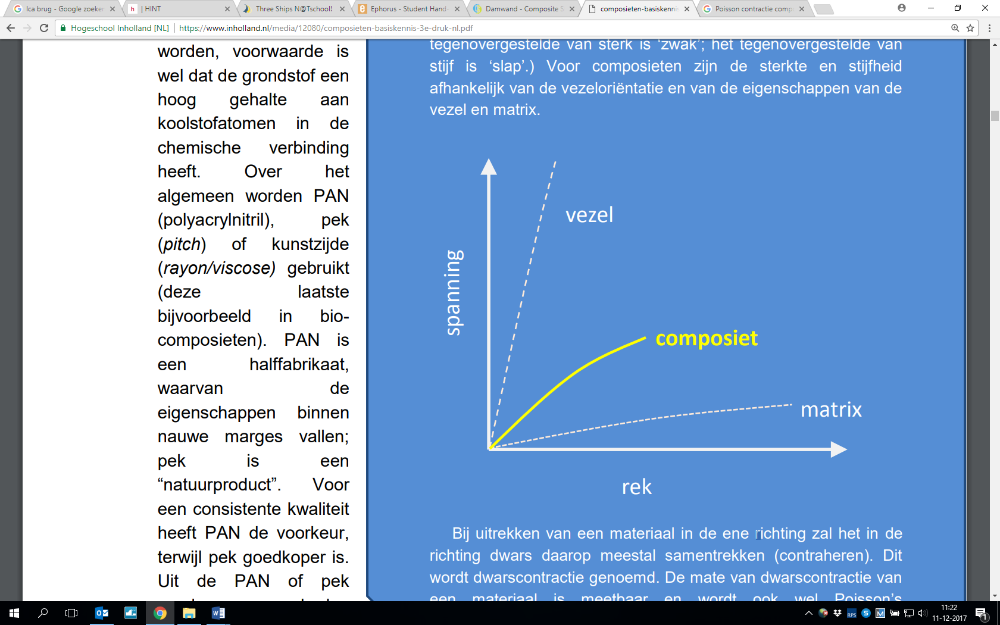 Ica brug - Google zoeken
| HINT
Three Ships N@Tschool!
Ephorus - Student Hand-
Damwand - Composite S
composieten-basiskennis
Poisson contractie comp
Hogeschool Inholland [NL]
https://www.inholland.nl/media/12080/composieten-basiskennis-3e-druk-nl.pdf
worden, voorwaarde is
wel dat de grondstof een
hoog gehalte aan
koolstofatomen in de
chemische verbinding
heeft. Over het
algemeen worden PAN
(polyacrylnitril), pek
(pitch) of kunstzijde
(rayon/viscose) gebruikt
(deze laatste
bijvoorbeeld in bio-
composieten). PAN is
een halffabrikaat,
waarvan de
eigenschappen binnen
nauwe marges vallen;
pek is een
“natuurproduct”. Voor
een consistente kwaliteit
heeft PAN de voorkeur,
terwijl pek goedkoper is.
Uit de PAN of pek
tegenovergestelde van sterk is ‘zwak’; het tegenovergestelde van
stijf is ‘slap’.) Voor composieten zijn de sterkte en stijfheid
afhankelijk van de vezeloriëntatie en van de eigenschappen van de
vezel en matrix.
vezel
spanning
composiet
matrix
rek
Bij uitrekken van een materiaal in de ene richting zal het in de
richting dwars daarop meestal samentrekken (contraheren). Dit
wordt dwarscontractie genoemd. De mate van dwarscontractie van
een materiaal is meetbaar en wordt ook wel Poisson’s
RPS
11:22
11-12-2017
1